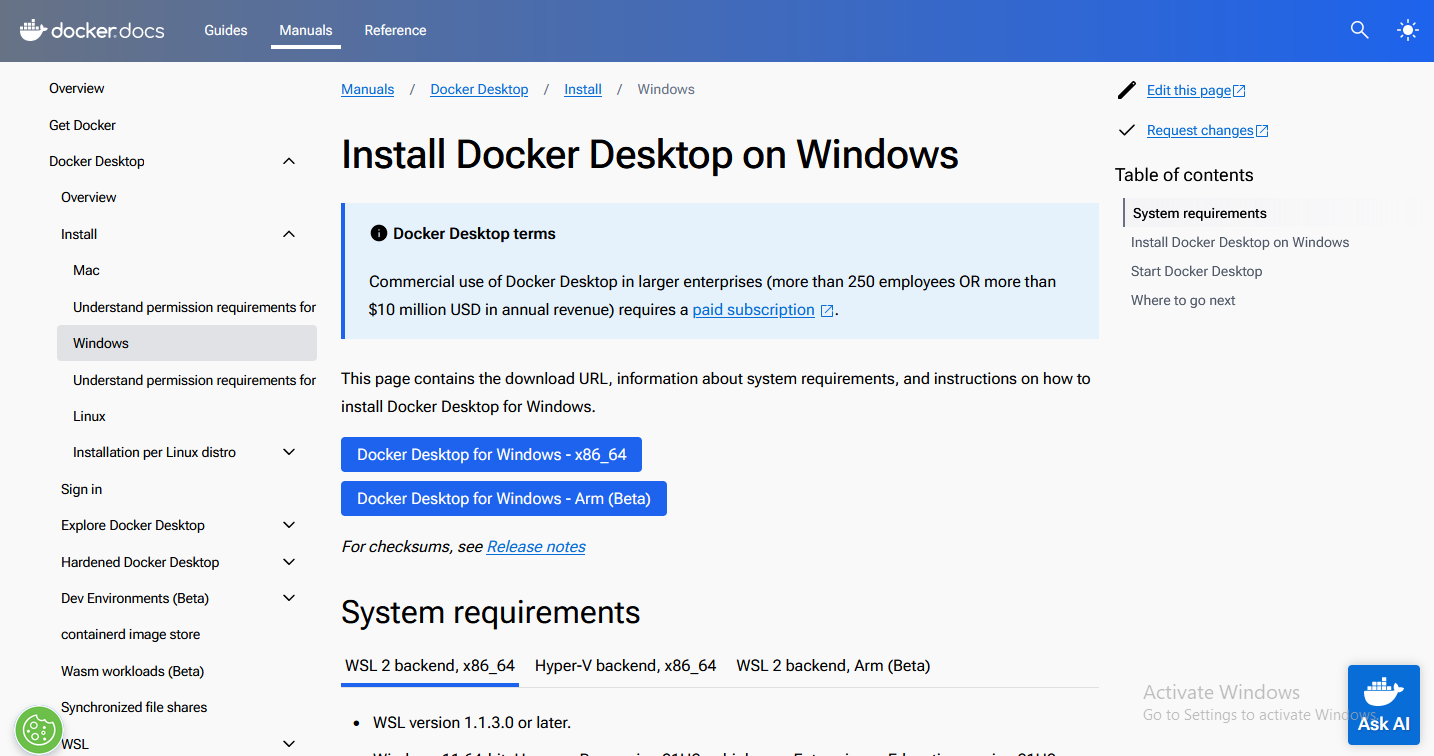 docker.docs
Guides
Manuals
Reference
Overview
Get Docker
Docker Desktop
Overview
Install
Mac
Understand permission requirements for
Windows
Understand permission requirements for
Linux
Installation per Linux distro
Sign in
Explore Docker Desktop
Hardened Docker Desktop
Dev Environments (Beta)
containerd image store
Wasm workloads (Beta)
Synchronized file shares
WSL
Manuals / Docker Desktop / Install / Windows
Install Docker Desktop on Windows
Docker Desktop terms
Commercial use of Docker Desktop in larger enterprises (more than 250 employees OR more than
$10 million USD in annual revenue) requires a paid subscription .
This page contains the download URL, information about system requirements, and instructions on how to
install Docker Desktop for Windows.
Docker Desktop for Windows - x86_64
Docker Desktop for Windows - Arm (Beta)
For checksums, see Release notes
System requirements
WSL 2 backend, x86_64
Hyper-V backend, x86_64
WSL 2 backend, Arm (Beta)
• WSL version 1.1.3.0 or later.
Edit this page
Request changes
Table of contents
System requirements
Install Docker Desktop on Windows
Start Docker Desktop
Where to go next
Activate Windows
Go to Settings to activate Windows.
Ask AI